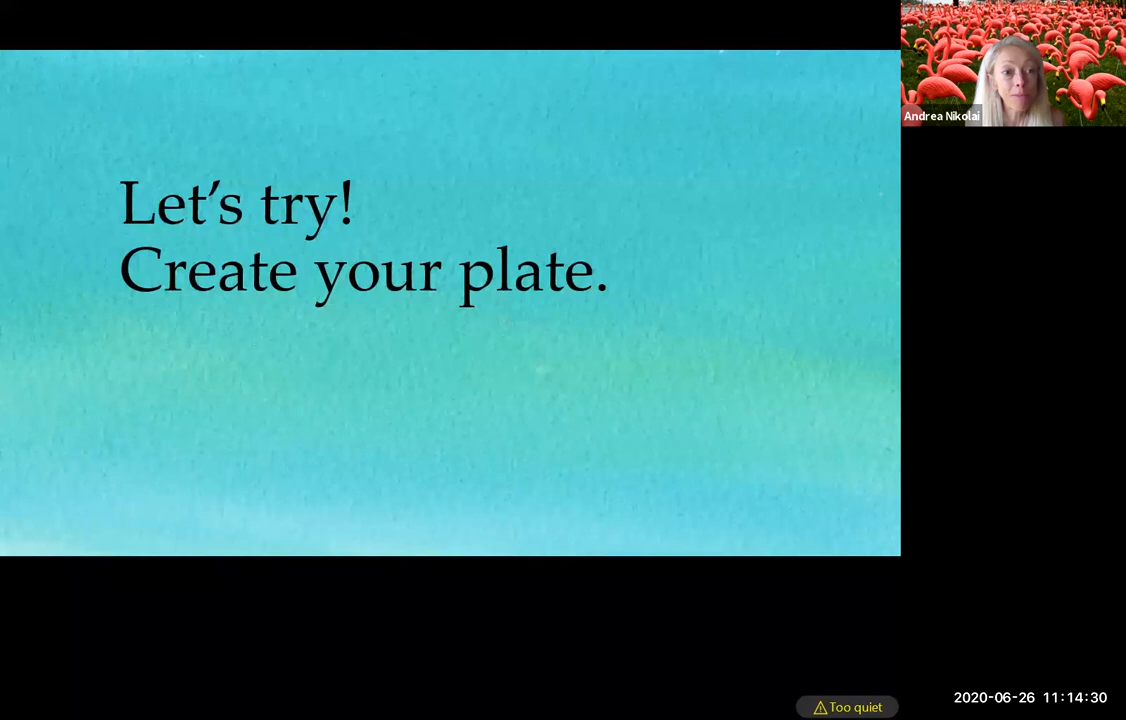 Let’s try!
Create your plate.
Andrea Nikolai
Too quiet
2020-06-26 11:14:30